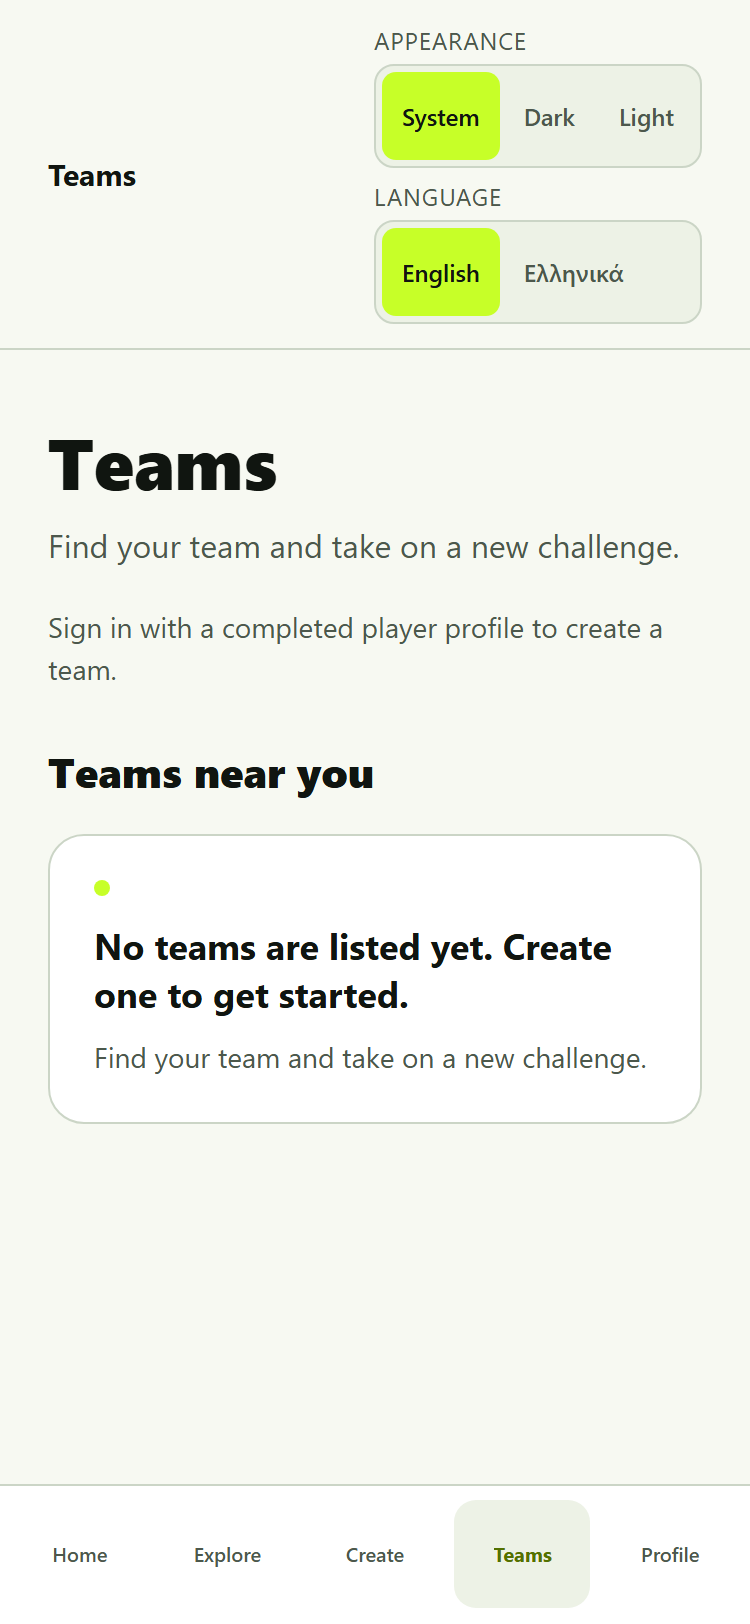 APPEARANCE
System Dark Light
Teams
LANGUAGE
English Ελληνικά
Teams
Find your team and take on a new challenge.
Sign in with a completed player profile to create a
team.
Teams near you
No teams are listed yet. Create
one to get started.
Find your team and take on a new challenge.
Home Explore Create Teams Profile